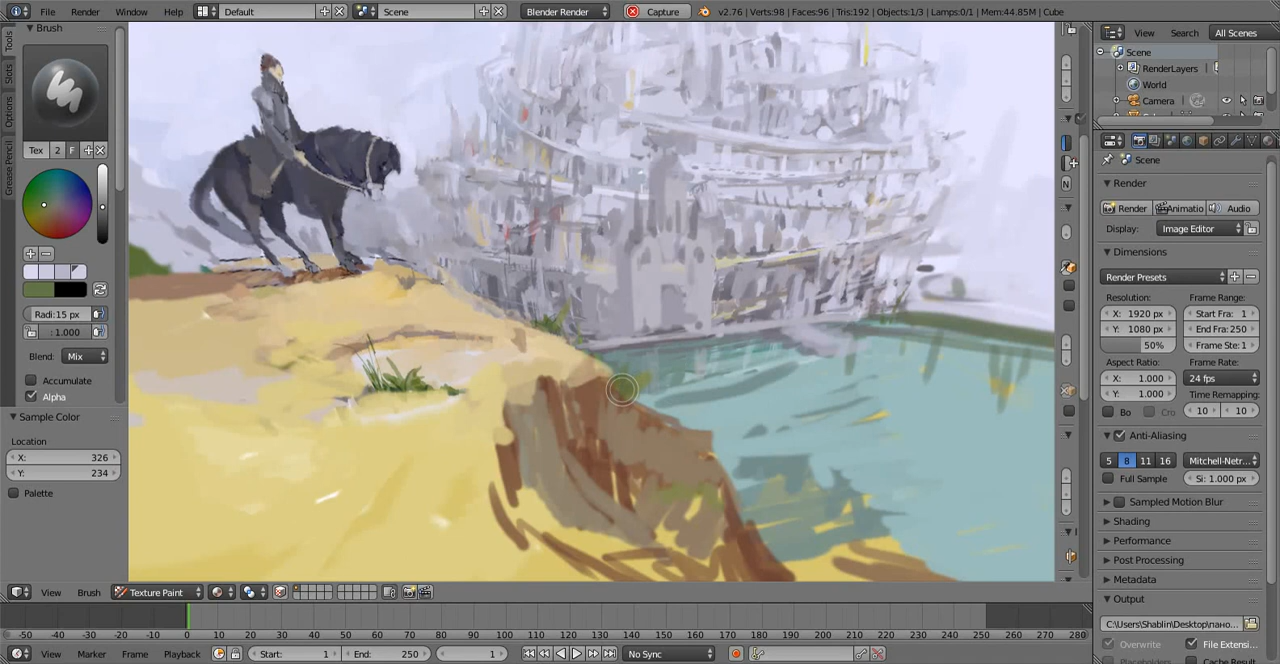 File Render Window Help Default Scene Blender Render Capture v2.76 | Verts:98 | Faces:96 | Tris:192 | Objects:1/3 | Lamps:0/1 | Mem:44.85M | Cube
View Search All Scenes
Tools
Slots
Options
Grease Pencil
Brush
Tex 2 F
Radi: 15 px
: 1.000
Blend: Mix
Accumulate
Alpha
Sample Color
Location
X: 326
Y: 234
Palette
N
Scene
RenderLayers
World
Camera
Scene
Render
Render Animatio Audio
Display: Image Editor
Dimensions
Render Presets
Resolution: Frame Range:
X: 1920 px Start Fra: 1
Y: 1080 px End Fra: 250
50% Frame Ste: 1
Aspect Ratio: Frame Rate:
X: 1.000 24 fps
Y: 1.000 Time Remapping:
Bo Cro 10 10
Anti-Aliasing
5 8 11 16 Mitchell-Netr...
Full Sample Si: 1.000 px
Sampled Motion Blur
Shading
Performance
Post Processing
Metadata
Output
C:\Users\Shablin\Desktop\пано...
Overwrite File Extensi...
Placeholders Cache Result
View Brush Texture Paint
-50 -40 -30 -20 -10 0 10 20 30 40 50 60 70 80 90 100 110 120 130 140 150 160 170 180 190 200 210 220 230 240 250 260 270 280
View Marker Frame Playback Start: 1 End: 250 1 No Sync